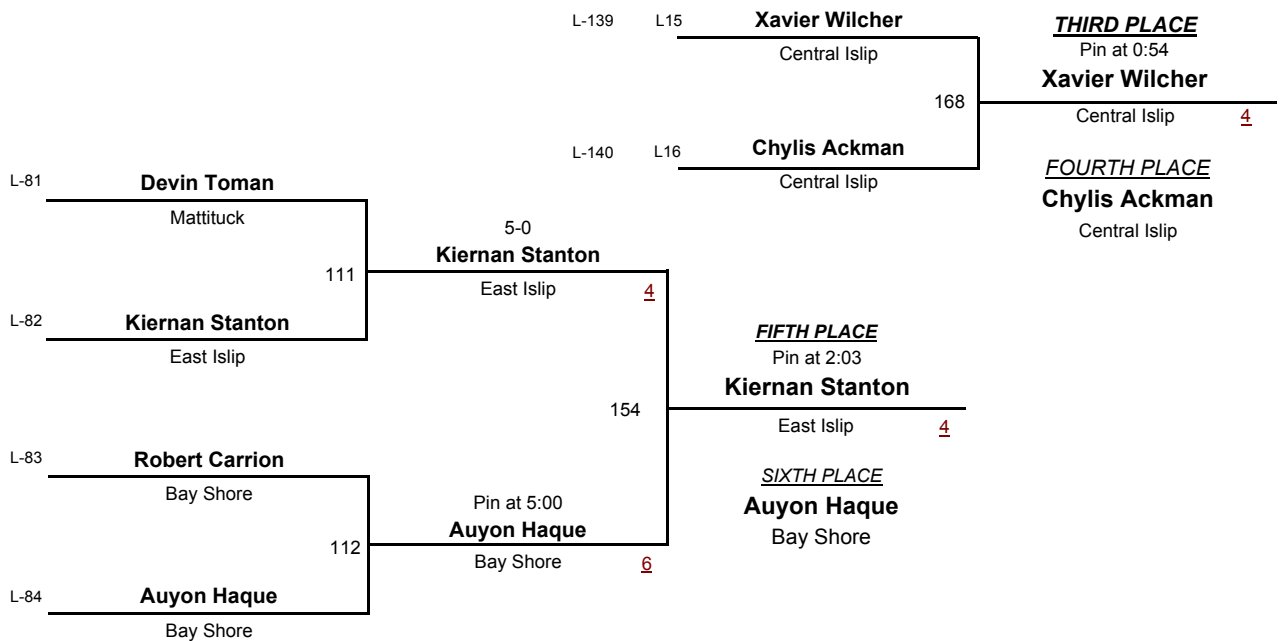 L-139 L15 Xavier Wilcher
Central Islip
168
L-140 L16 Chylis Ackman
Central Islip
THIRD PLACE
Pin at 0:54
Xavier Wilcher
Central Islip 4
FOURTH PLACE
Chylis Ackman
Central Islip
L-81 Devin Toman
Mattituck
111
L-82 Kiernan Stanton
East Islip
5-0
Kiernan Stanton
East Islip 4
154
L-83 Robert Carrion
Bay Shore
112
L-84 Auyon Haque
Bay Shore
Pin at 5:00
Auyon Haque
Bay Shore 6
FIFTH PLACE
Pin at 2:03
Kiernan Stanton
East Islip 4
SIXTH PLACE
Auyon Haque
Bay Shore